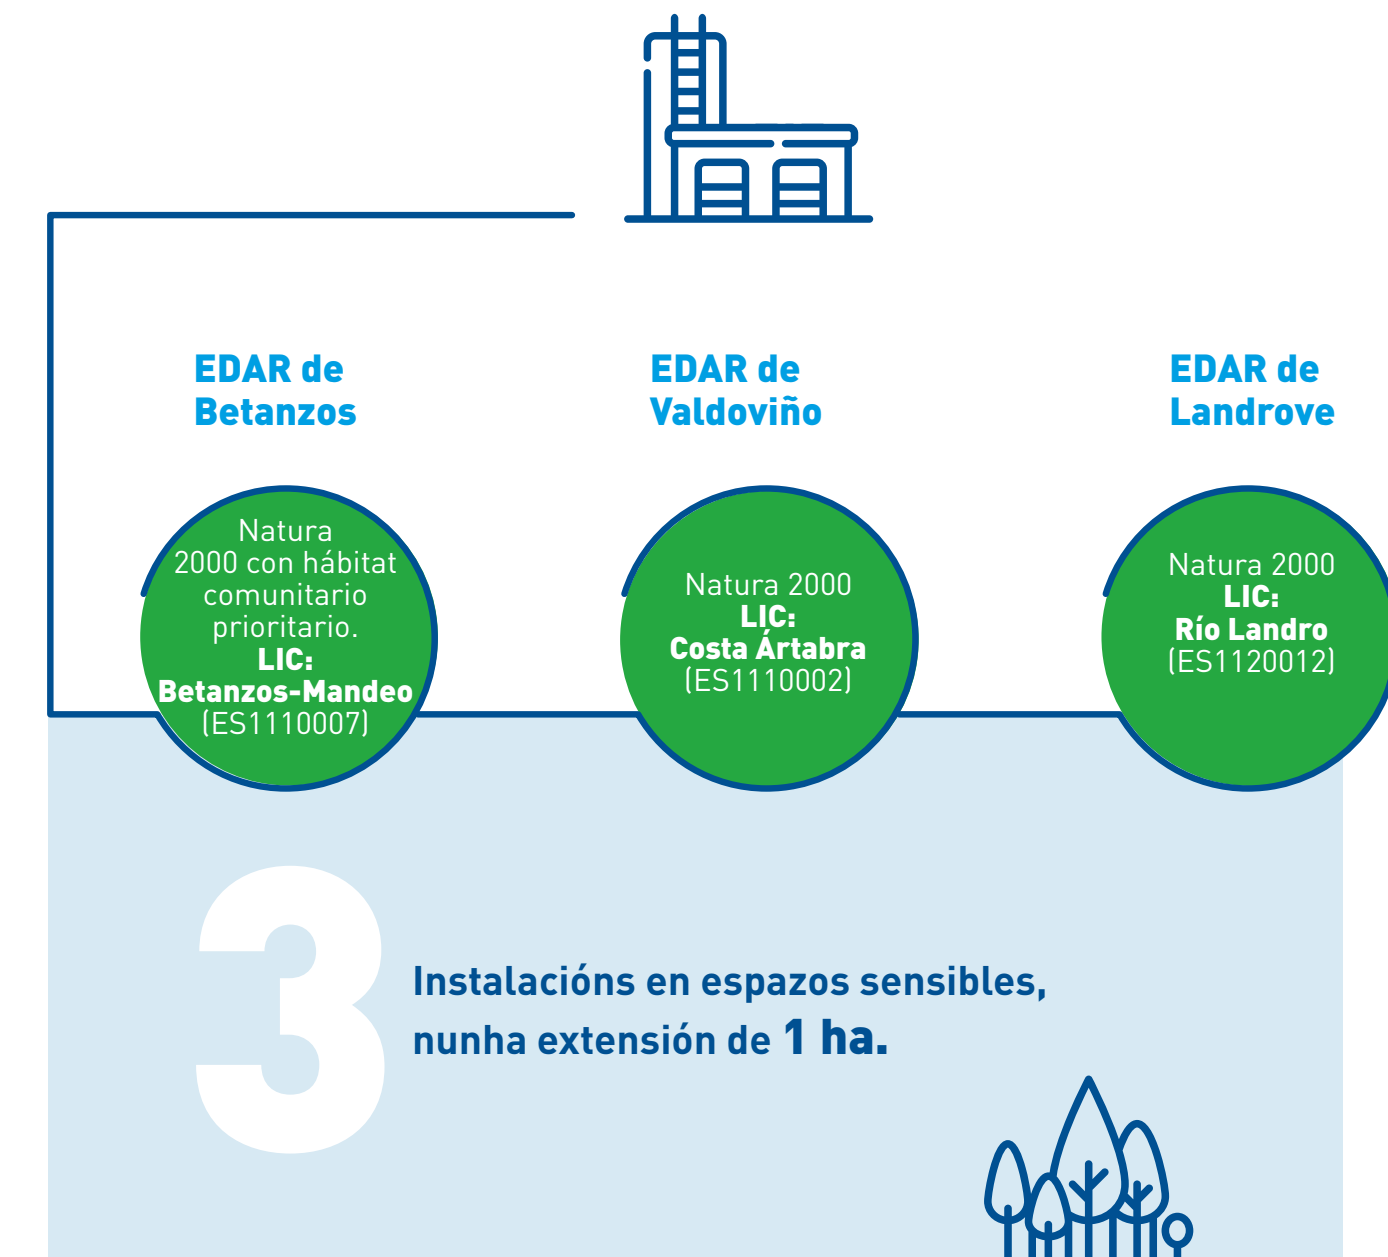 EDAR de
Betanzos
Natura
2000 con hábitat
comunitario
prioritario.
LIC:
Betanzos-Mandeo
(ES1110007)
EDAR de
Valdoviño
Natura 2000
LIC:
Costa Ártabra
(ES1110002)
EDAR de
Landrove
Natura 2000
LIC:
Río Landro
(ES1120012)
3
Instalacións en espazos sensibles,
nunha extensión de 1 ha.